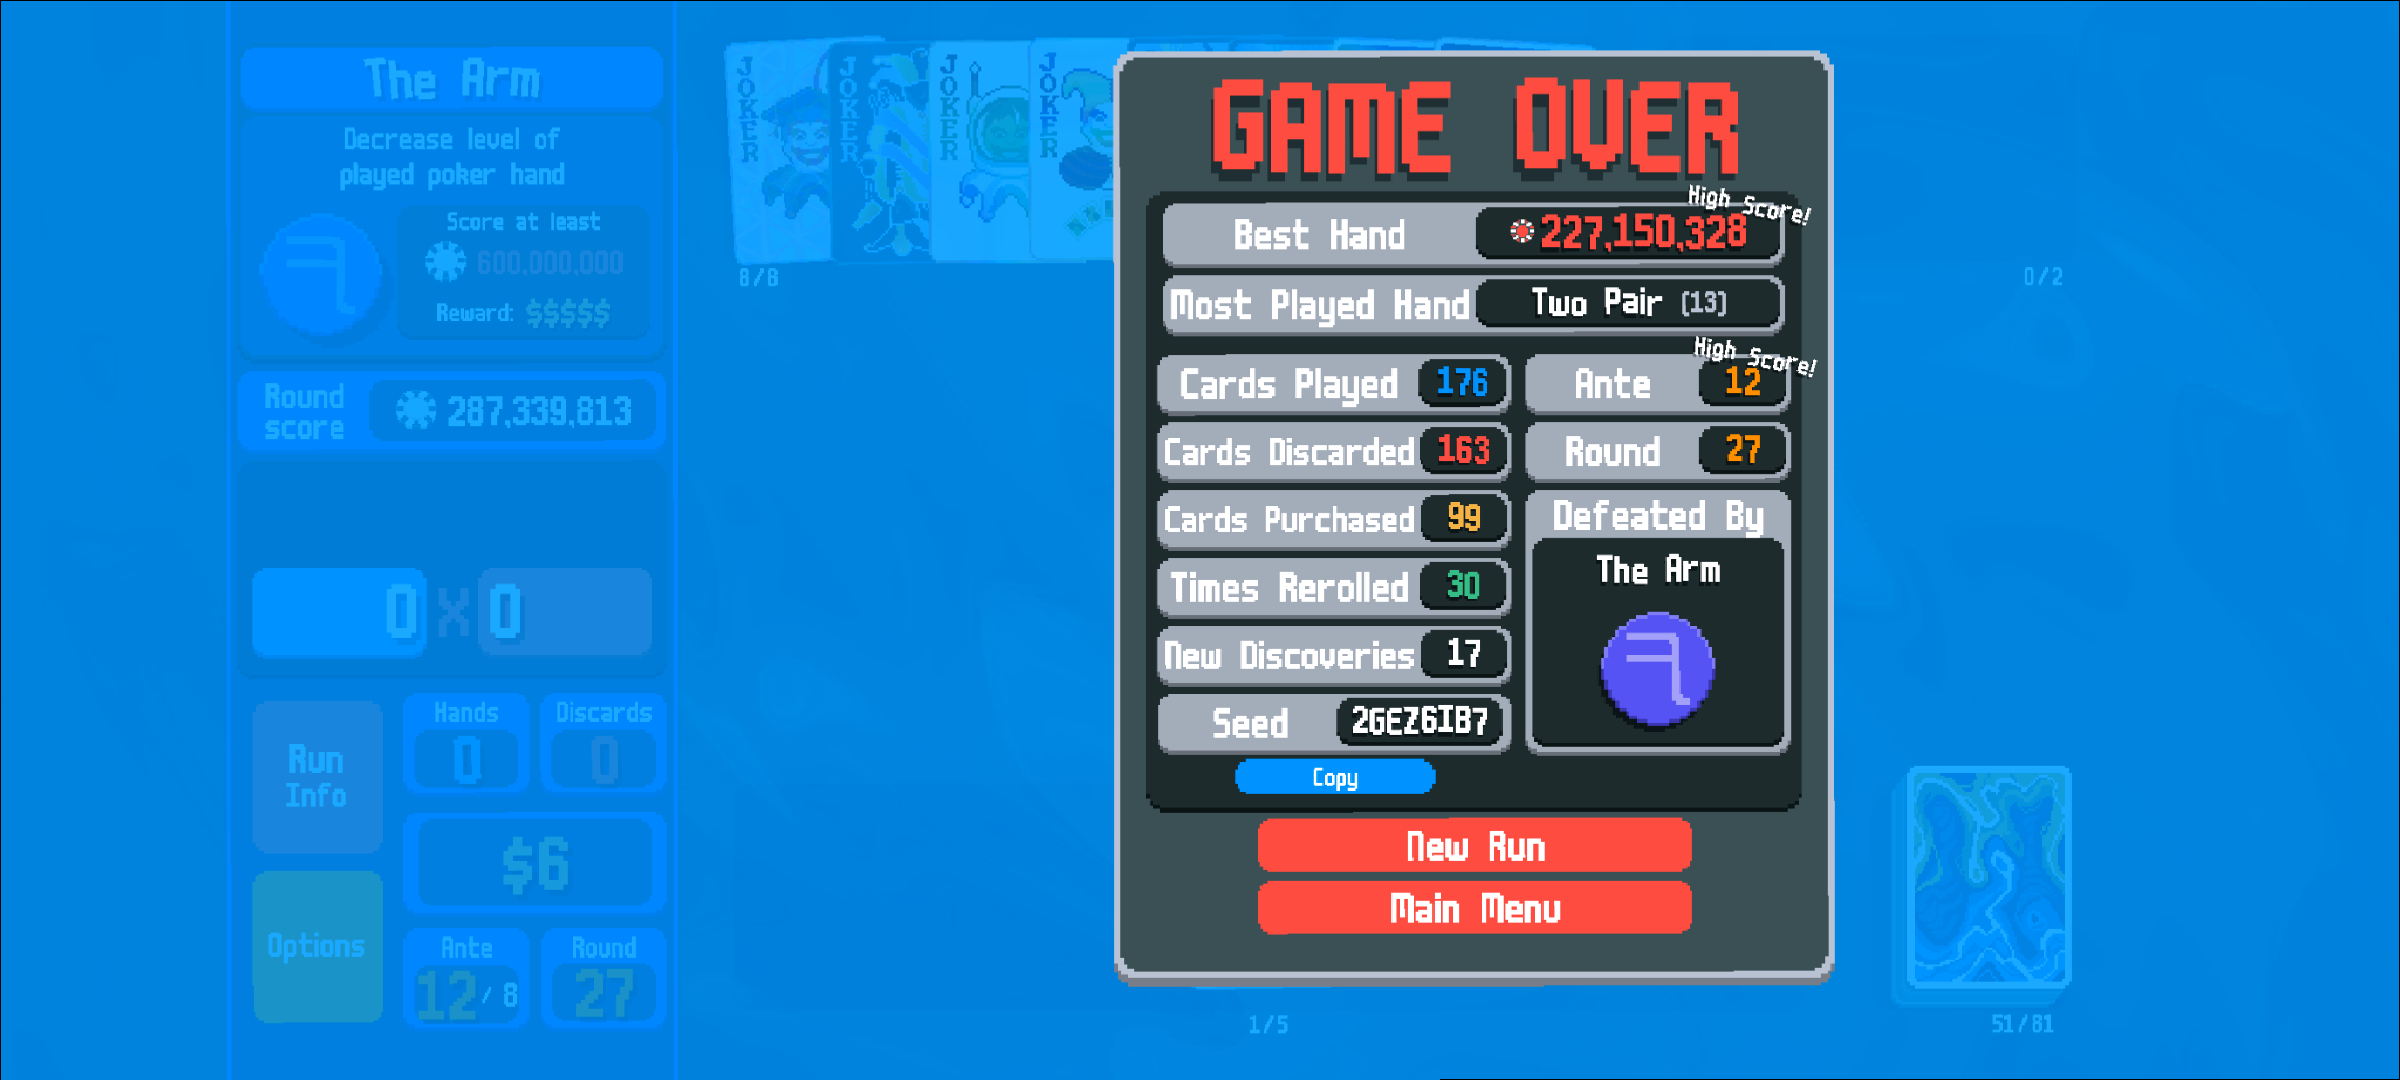 The Arm
Decrease level of
played poker hand
Score at least
600,000,000
Reward: $$$$$
Round
score
287,339,813
0 X 0
Run
Info
Hands
0
Discards
0
$6
Options
Ante
12/8
Round
27
JOKER
JOKER
JOKER
JOKER
8/8
0/2
1/5
51/81
GAME OVER
High Score!
Best Hand
227,150,328
Most Played Hand
Two Pair (13)
Cards Played
176
High Score!
Ante
12
Cards Discarded
163
Round
27
Cards Purchased
99
Defeated By
The Arm
Times Rerolled
30
New Discoveries
17
Seed
2GEZ6IB7
Copy
New Run
Main Menu